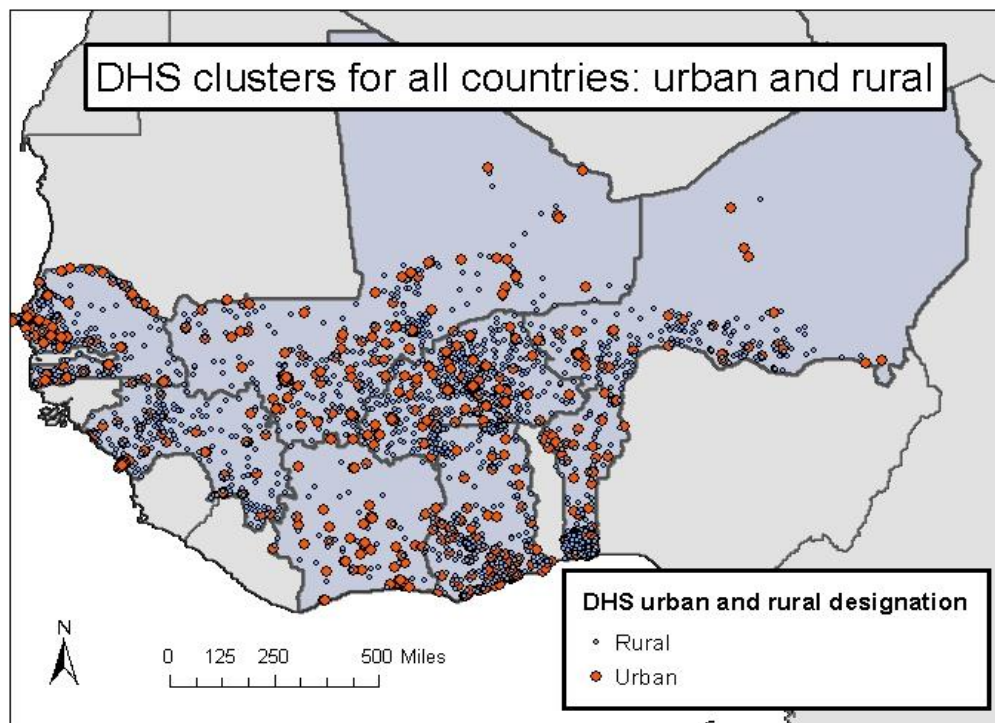 DHS clusters for all countries: urban and rural
DHS urban and rural designation
Rural
Urban
N
0 125 250 500 Miles